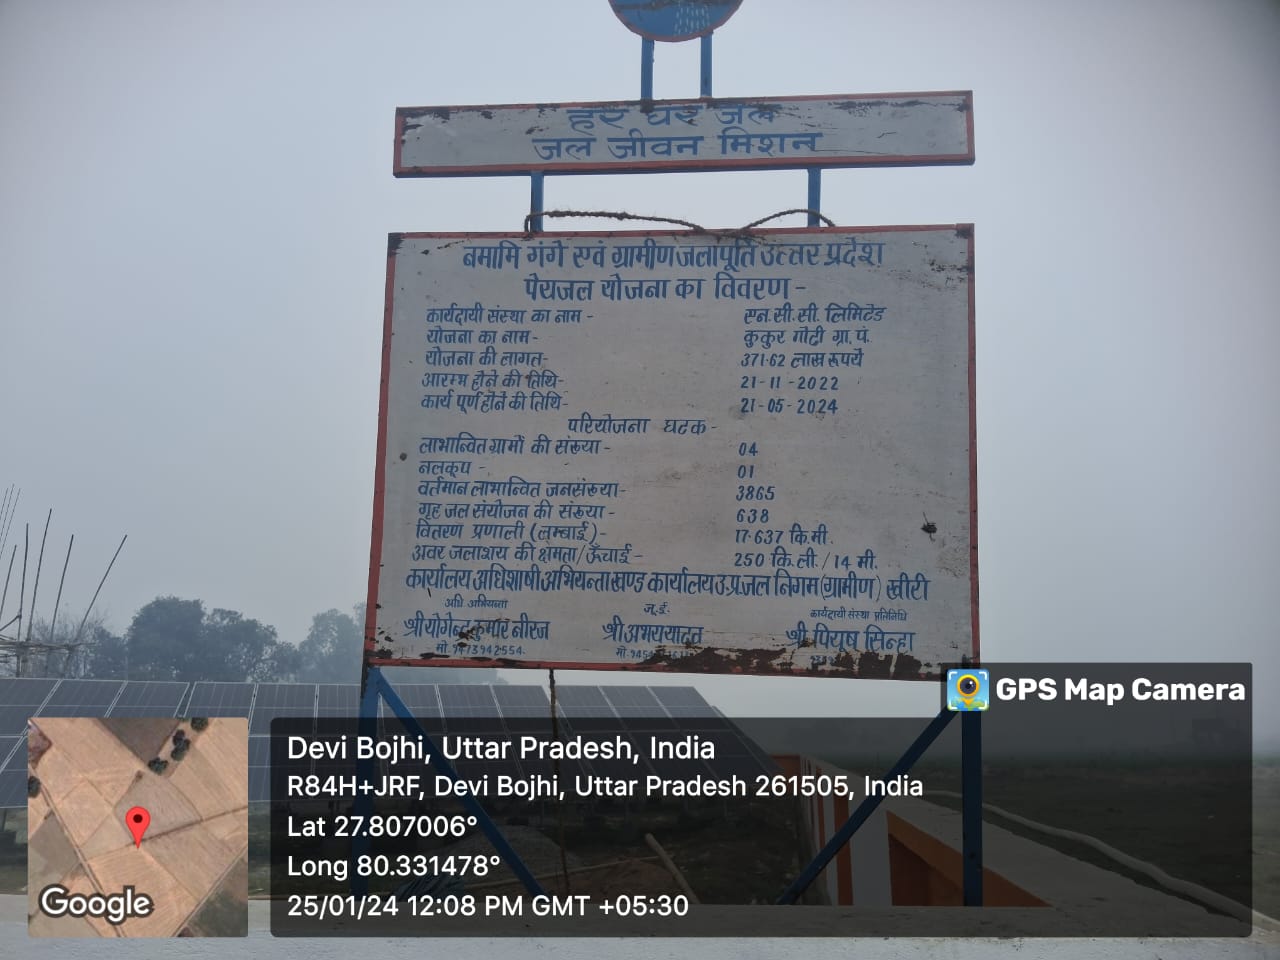 हर घर जल
जल जीवन मिशन
नमामि गंगे एवं ग्रामीण जलापूर्ति उत्तर प्रदेश
पेयजल योजना का विवरण -
कार्यदायी संस्था का नाम - एन.सी.सी. लिमिटेड
योजना का नाम- कुकुर गोटी ग्रा.पं.
योजना की लागत- 371.62 लाख रूपये
आरम्भ होने की तिथि- 21-11-2022
कार्य पूर्ण होने की तिथि- 21-05-2024
परियोजना घटक -
लाभान्वित ग्रामों की संख्या - 04
नलकूप - 01
वर्तमान लाभान्वित जनसंख्या- 3865
गृह जल संयोजन की संख्या - 638
वितरण प्रणाली (लम्बाई)- 17.637 कि.मी.
अवर जलाशय की क्षमता/ऊँचाई- 250 कि.ली./14 मी.
कार्यालय अधिशाषी अभियन्ता खण्ड कार्यालय उ.प्र. जल निगम (ग्रामीण) खीरी
अधि अभियन्ता जू.ई. कार्यदायी संस्था प्रतिनिधि
श्री योगेन्द्र कुमार नीरज श्री अभय यादव श्री पियूष सिन्हा
मो. 9473942554. मो.
GPS Map Camera
Devi Bojhi, Uttar Pradesh, India
R84H+JRF, Devi Bojhi, Uttar Pradesh 261505, India
Lat 27.807006°
Long 80.331478°
25/01/24 12:08 PM GMT +05:30
Google